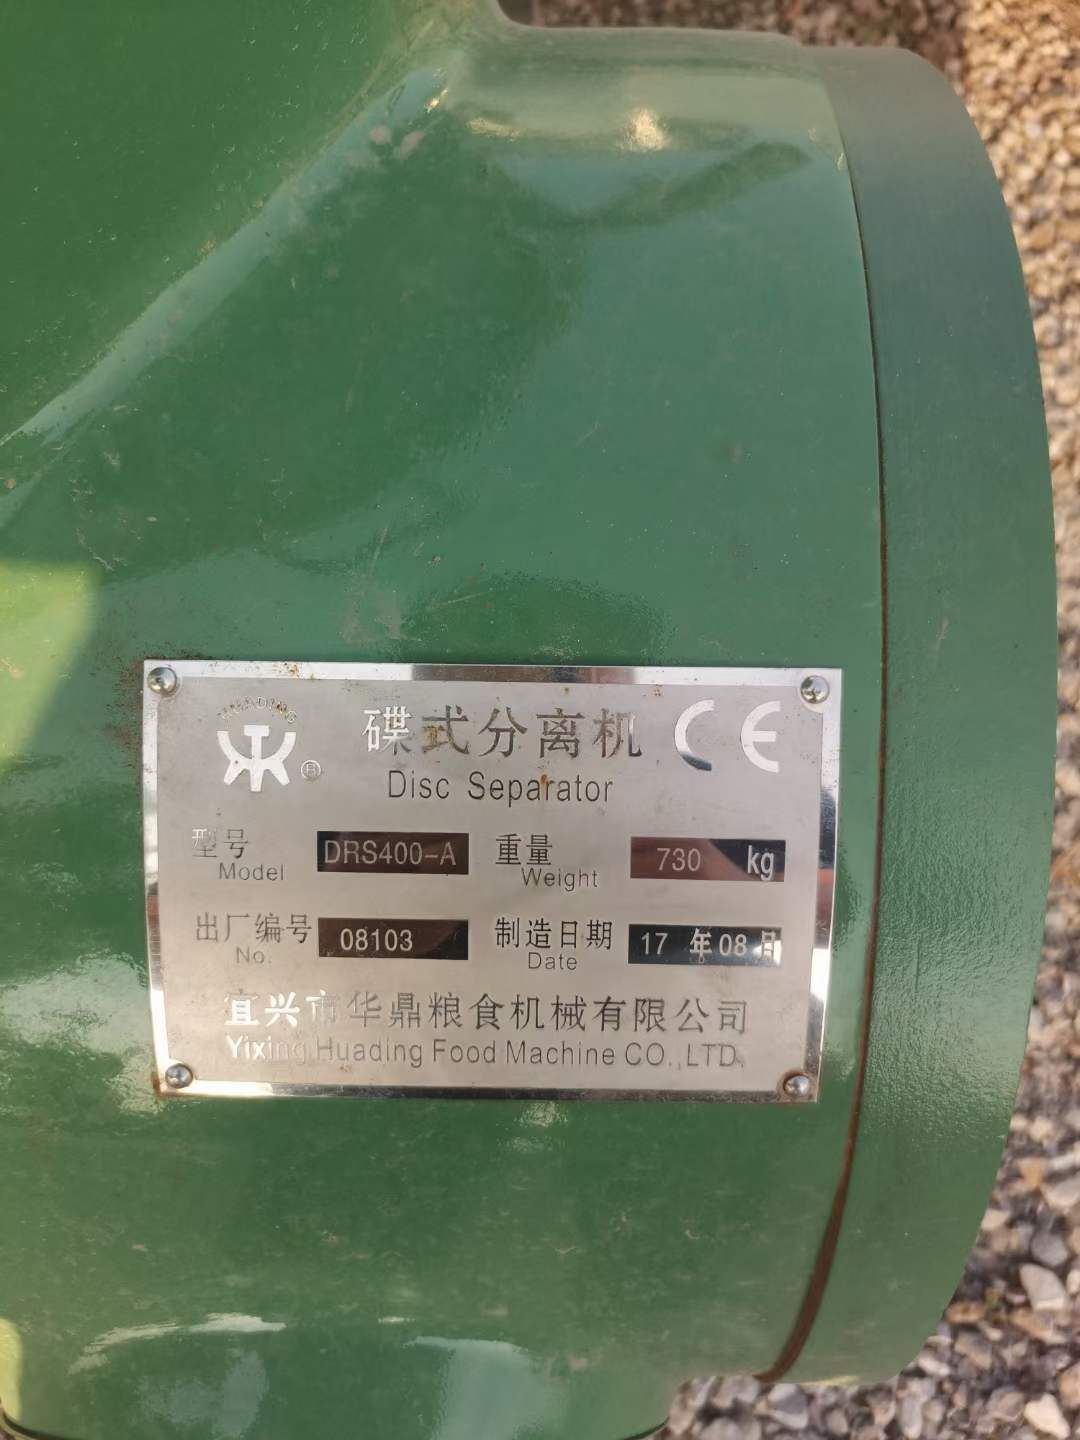 HUADING
®
碟式分离机 CE
Disc Separator
型号 DRS400-A 重量 730 kg
Model Weight
出厂编号 08103 制造日期 17 年 08 月
No. Date
宜兴市华鼎粮食机械有限公司
Yixing Huading Food Machine CO.,LTD.